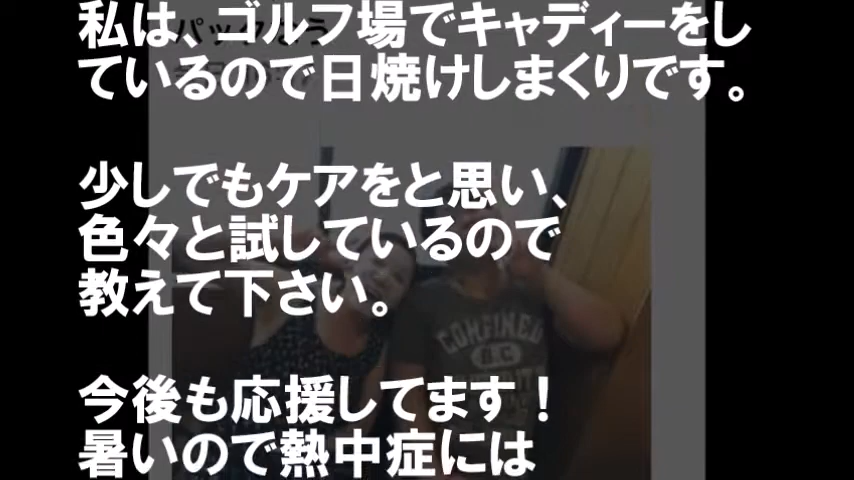 私は、ゴルフ場でキャディーをし
ているので日焼けしまくりです。
少しでもケアをと思い、
色々と試しているので
教えて下さい。
今後も応援してます！
暑いので熱中症には
CONFINED
B.C